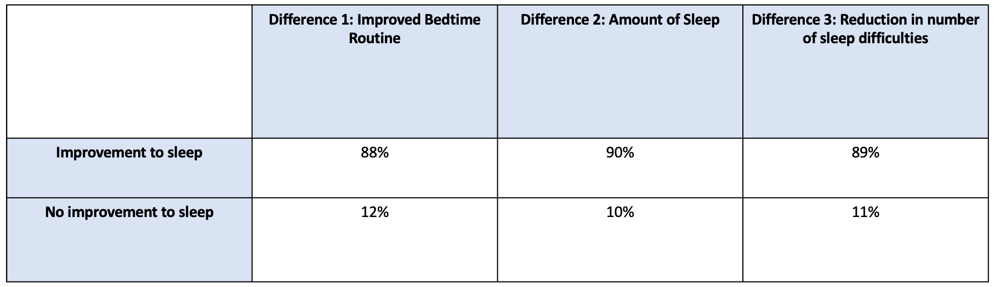 Difference 1: Improved Bedtime
Routine
Difference 2: Amount of Sleep
Difference 3: Reduction in number
of sleep difficulties
Improvement to sleep
88%
90%
89%
No improvement to sleep
12%
10%
11%